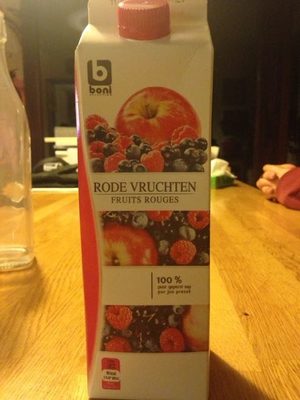 b
boni
RODE VRUCHTEN
FRUITS ROUGES
100 %
puur geperst sap
pur jus pressé